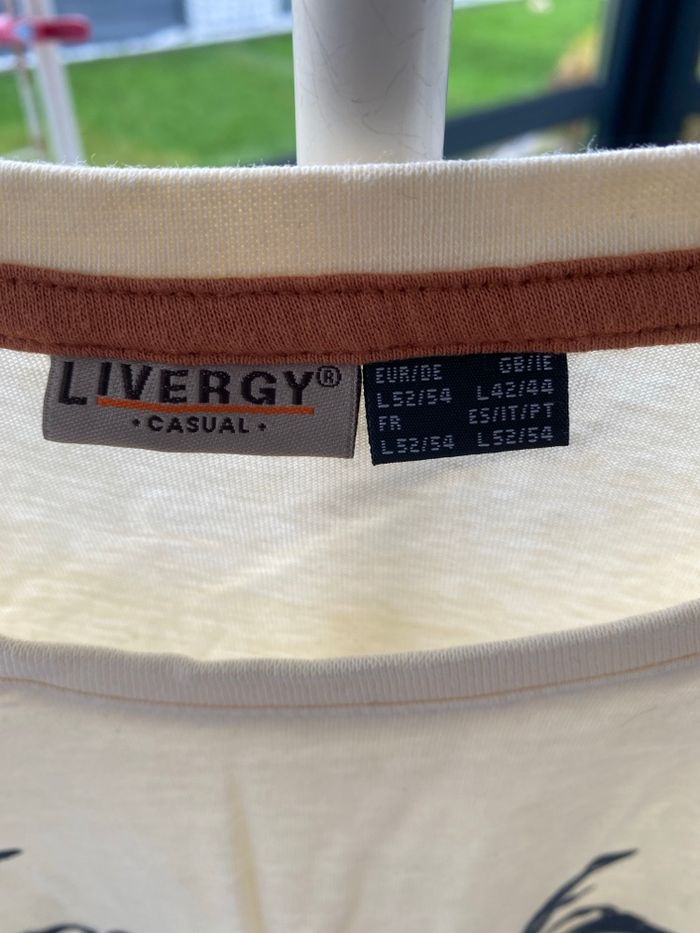 LIVERGY®
• CASUAL •
EUR/DE GB/IE
L52/54 L42/44
FR ES/IT/PT
L52/54 L52/54